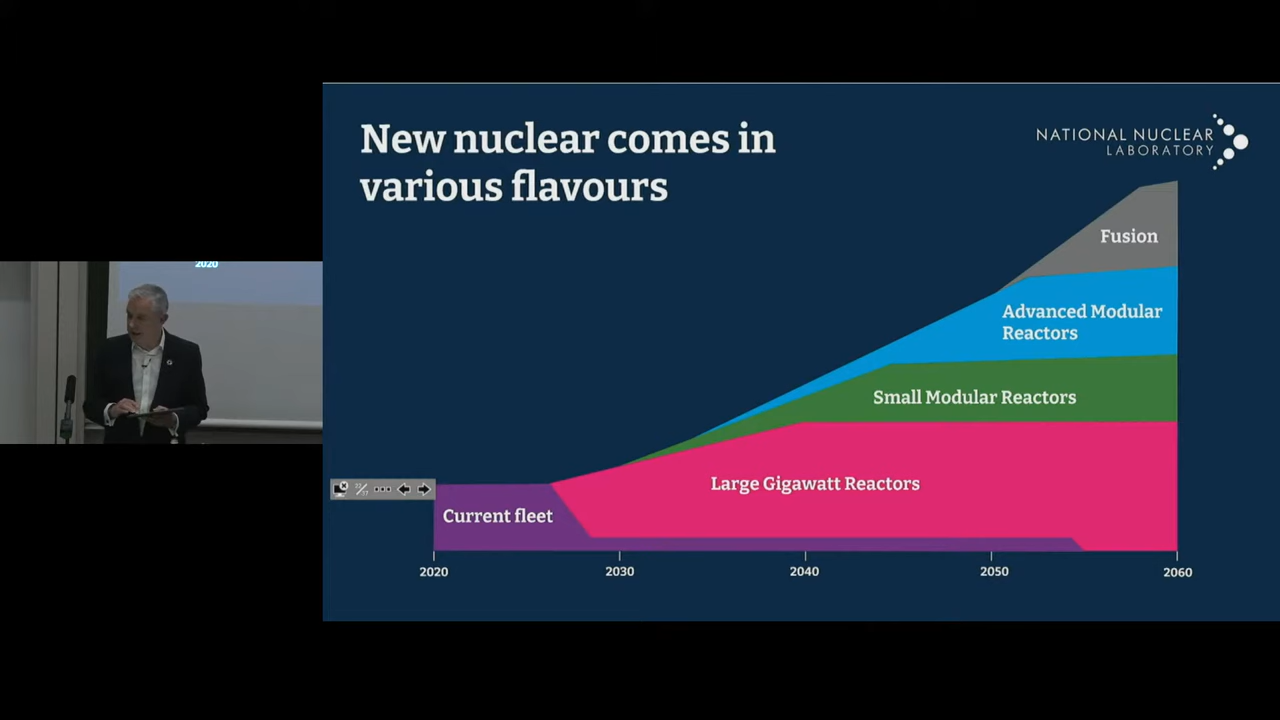 New nuclear comes in
various flavours
NATIONAL NUCLEAR
LABORATORY
Fusion
Advanced Modular
Reactors
Small Modular Reactors
Large Gigawatt Reactors
Current fleet
2020
2030
2040
2050
2060
2020